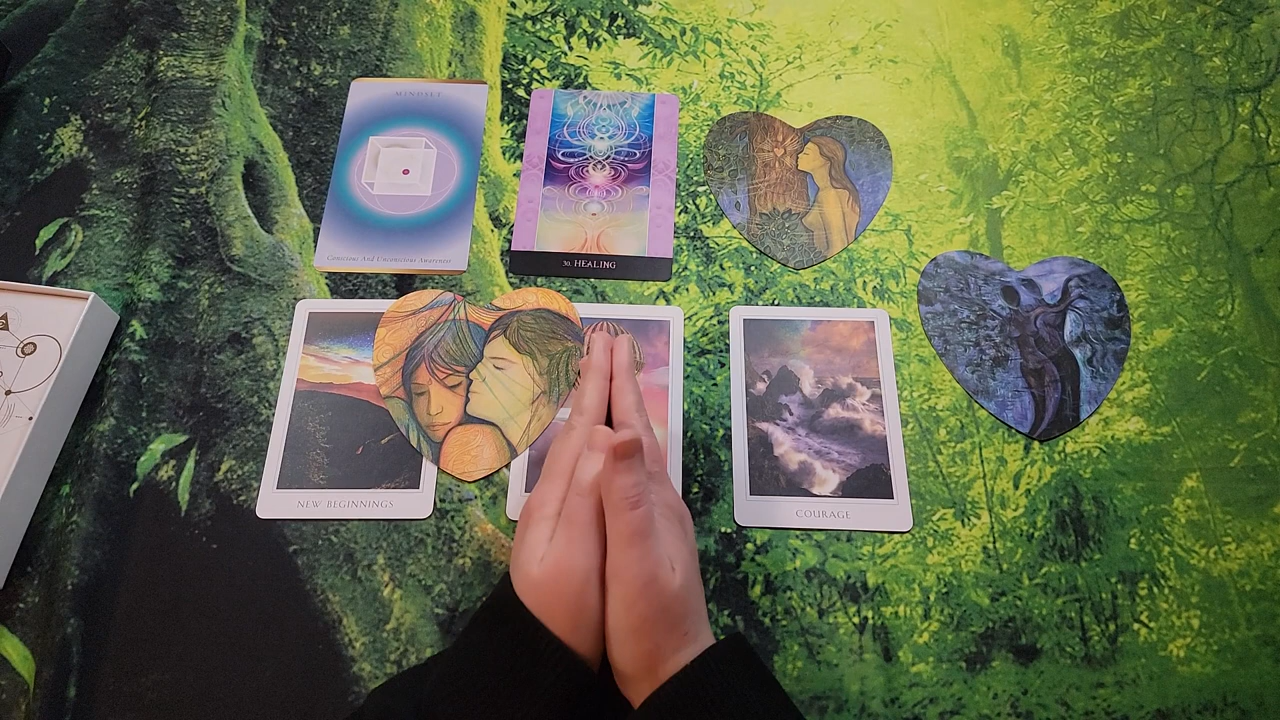 MINDSET
Conscious And Unconscious Awareness
30. HEALING
NEW BEGINNINGS
COURAGE